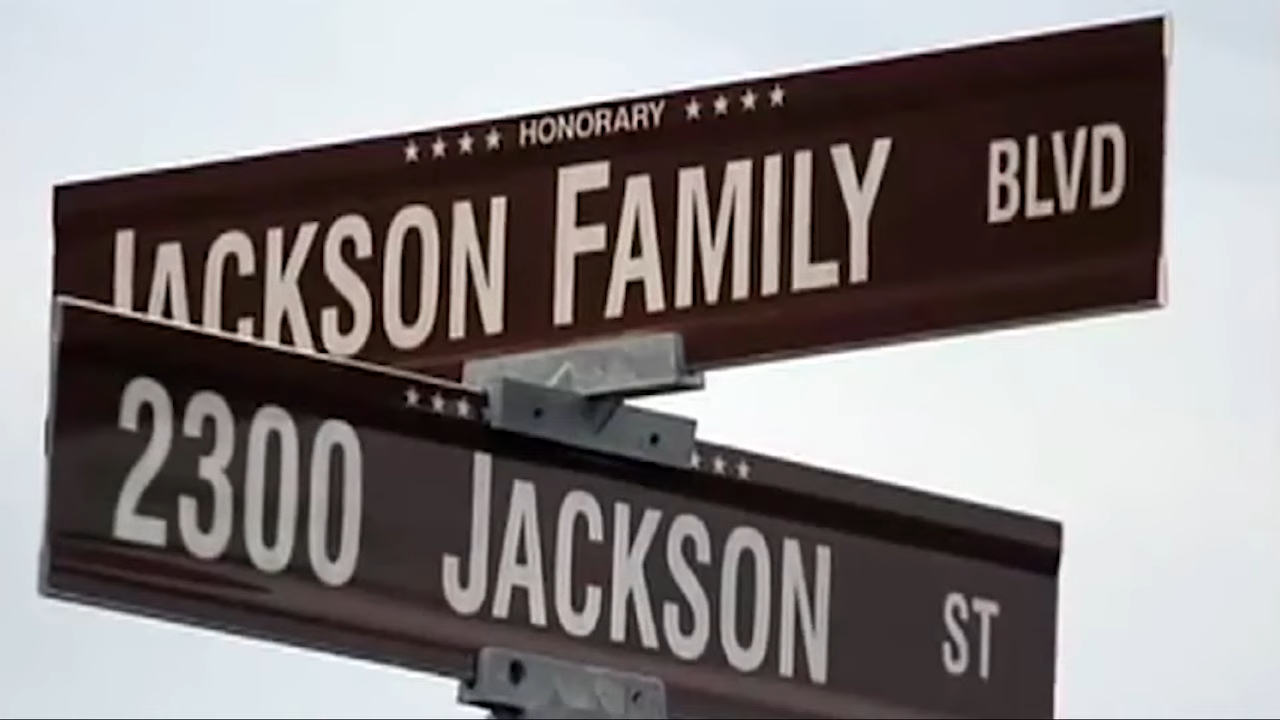 ★★★★ HONORARY ★★★★
JACKSON FAMILY BLVD
2300 JACKSON ST